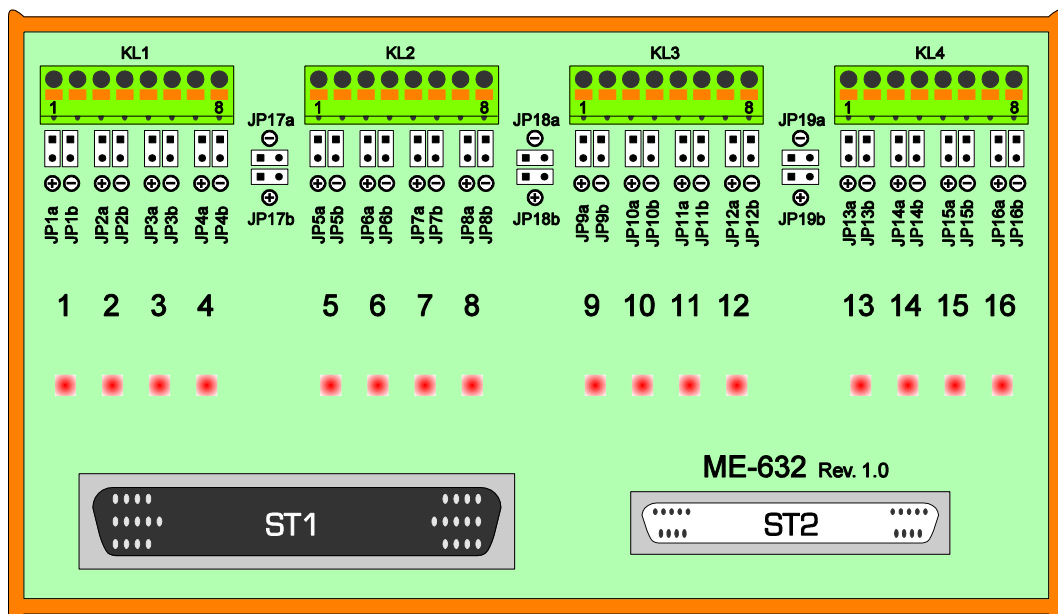 KL1 KL2 KL3 KL4
1 8 1 8 1 8 1 8
JP17a JP18a JP19a
JP1a JP1b JP2a JP2b JP3a JP3b JP4a JP4b JP17b JP5a JP5b JP6a JP6b JP7a JP7b JP8a JP8b JP18b JP9a JP9b JP10a JP10b JP11a JP11b JP12a JP12b JP19b JP13a JP13b JP14a JP14b JP15a JP15b JP16a JP16b
1 2 3 4 5 6 7 8 9 10 11 12 13 14 15 16
ME-632 Rev. 1.0
ST1 ST2